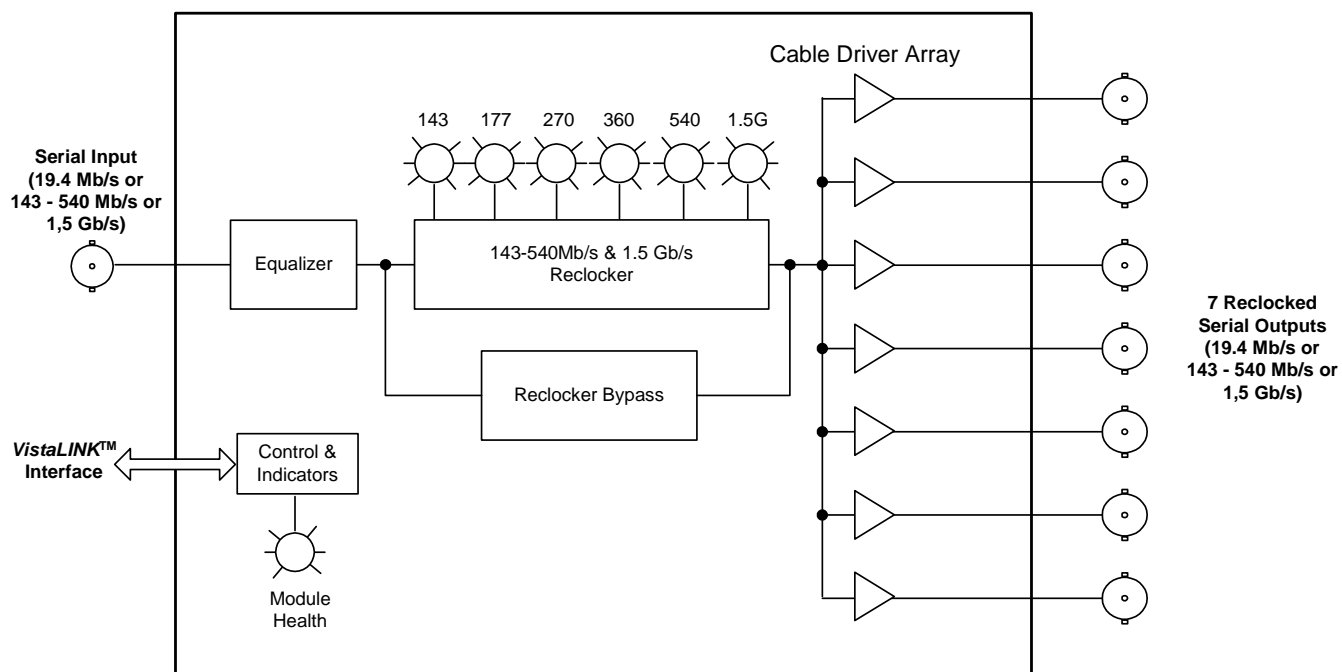 Cable Driver Array
143 177 270 360 540 1.5G
Serial Input
(19.4 Mb/s or
143 - 540 Mb/s or
1,5 Gb/s)
Equalizer
143-540Mb/s & 1.5 Gb/s
Reclocker
Reclocker Bypass
7 Reclocked
Serial Outputs
(19.4 Mb/s or
143 - 540 Mb/s or
1,5 Gb/s)
VistaLINK™
Interface
Control &
Indicators
Module
Health